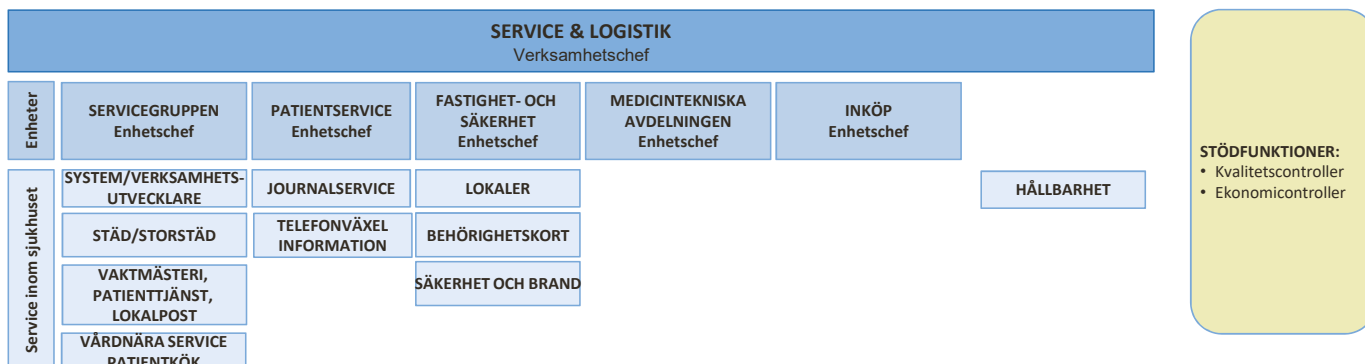 SERVICE & LOGISTIK
Verksamhetschef
Enheter
SERVICEGRUPPEN
Enhetschef
PATIENTSERVICE
Enhetschef
FASTIGHET- OCH
SÄKERHET
Enhetschef
MEDICINTEKNISKA
AVDELNINGEN
Enhetschef
INKÖP
Enhetschef
Service inom sjukhuset
SYSTEM/VERKSAMHETS-
UTVECKLARE
STÄD/STORSTÄD
VAKTMÄSTERI,
PATIENTTJÄNST,
LOKALPOST
VÅRDNÄRA SERVICE
PATIENTKÖK
JOURNALSERVICE
TELEFONVÄXEL
INFORMATION
LOKALER
BEHÖRIGHETSKORT
SÄKERHET OCH BRAND
HÅLLBARHET
STÖDFUNKTIONER:
• Kvalitetscontroller
• Ekonomicontroller